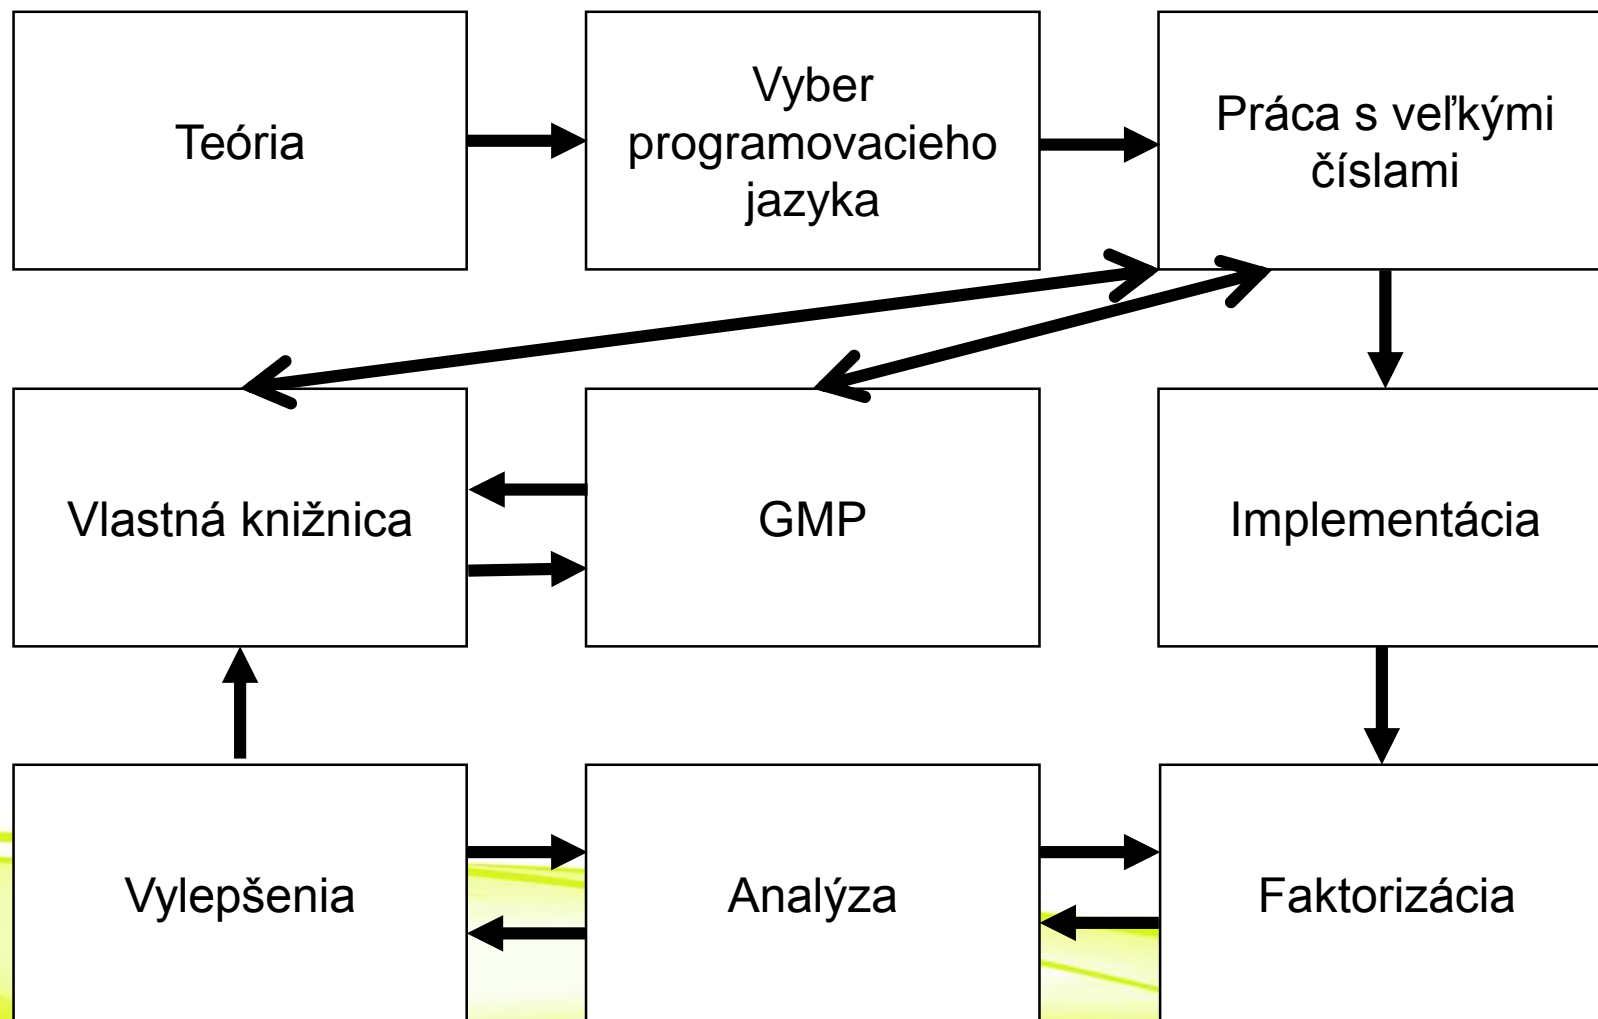 Teória
Vyber
programovacieho
jazyka
Práca s veľkými
číslami
Vlastná knižnica
GMP
Implementácia
Vylepšenia
Analýza
Faktorizácia